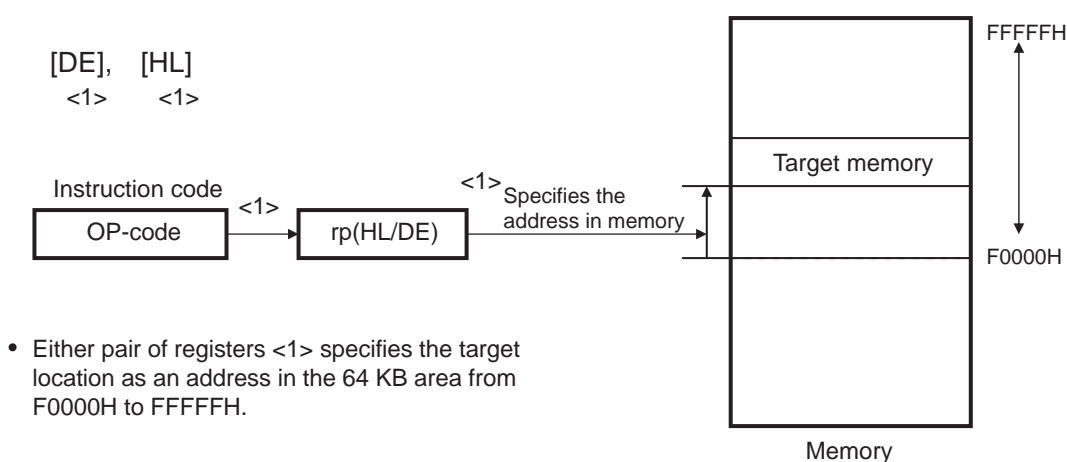 FFFFFH
[DE], [HL]
<1> <1>
Target memory
Instruction code
<1>
<1>
Specifies the
address in memory
OP-code
rp(HL/DE)
F0000H
• Either pair of registers <1> specifies the target
location as an address in the 64 KB area from
F0000H to FFFFFH.
Memory